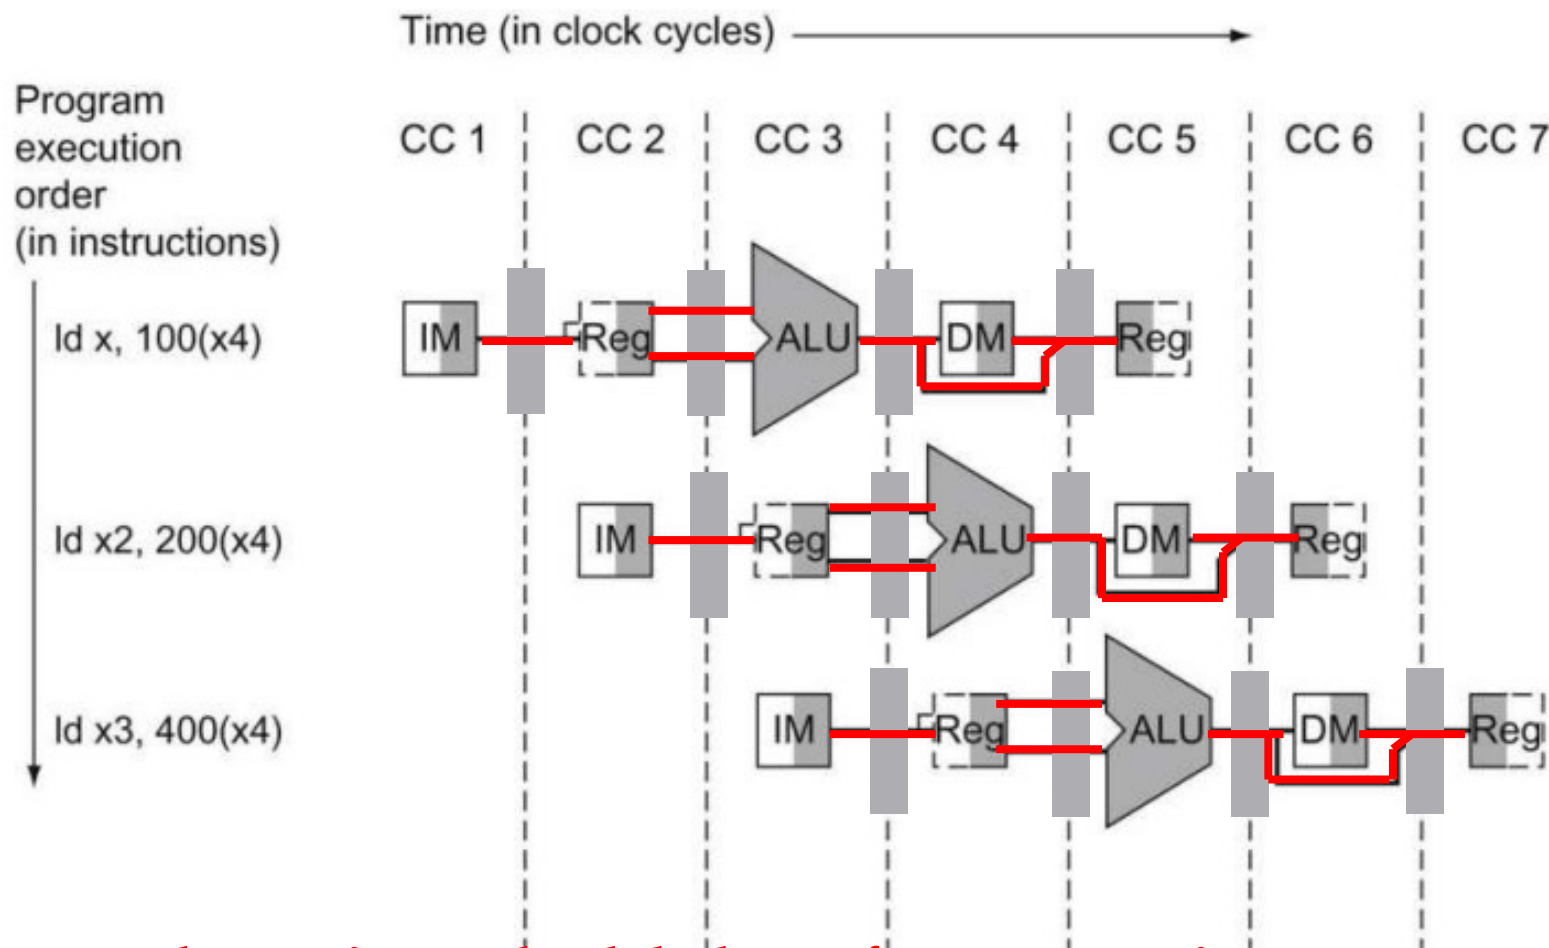 Time (in clock cycles)
Program
execution
order
(in instructions)
CC 1 CC 2 CC 3 CC 4 CC 5 CC 6 CC 7
ld x, 100(x4)
IM Reg ALU DM Reg
ld x2, 200(x4)
IM Reg ALU DM Reg
ld x3, 400(x4)
IM Reg ALU DM Reg